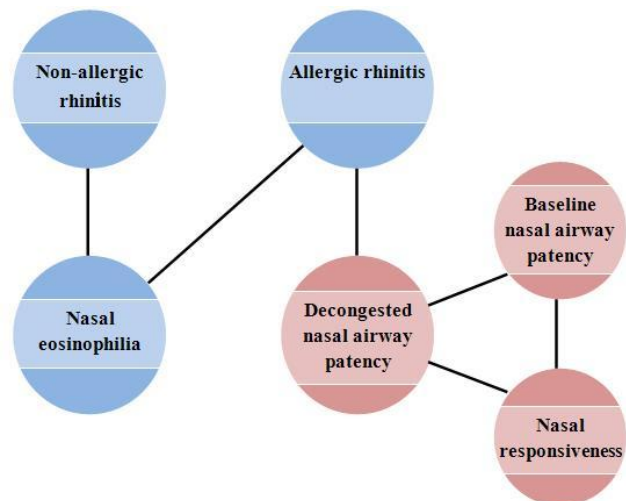 Non-allergic
rhinitis
Allergic rhinitis
Baseline
nasal airway
patency
Nasal
eosinophilia
Decongested
nasal airway
patency
Nasal
responsiveness